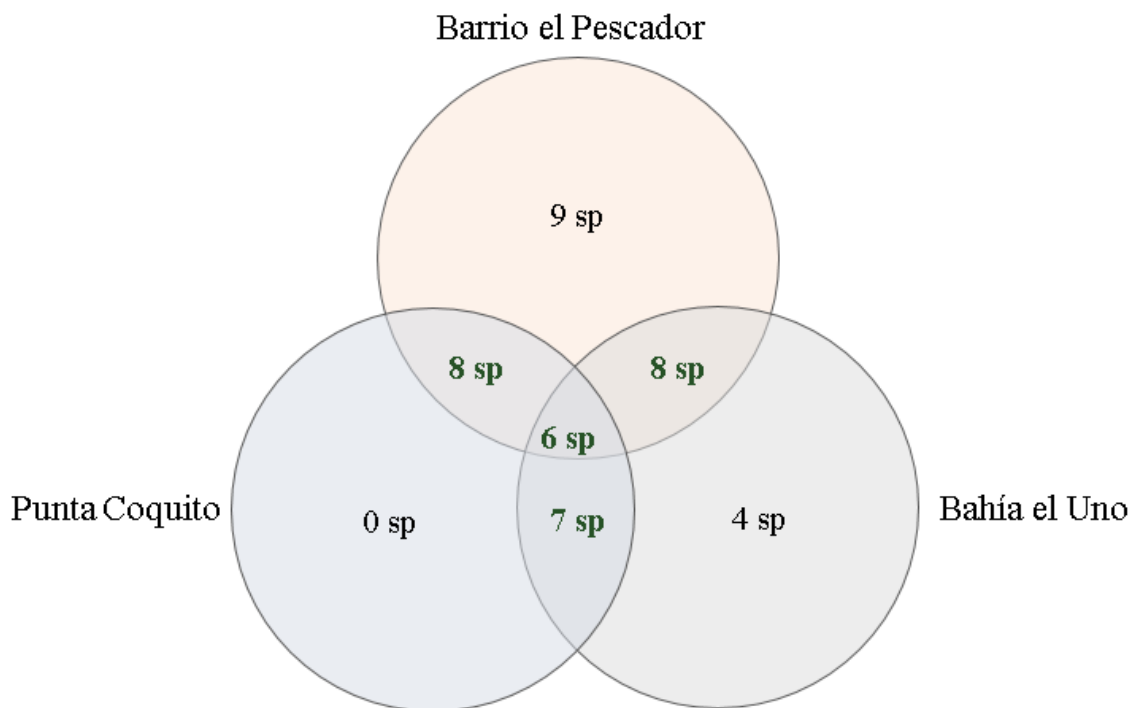 Barrio el Pescador
9 sp
8 sp
8 sp
6 sp
Punta Coquito
0 sp
7 sp
4 sp
Bahía el Uno